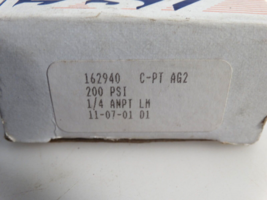 162940 C-PT AG2
200 PSI
1/4 ANPT LM
11-07-01 01